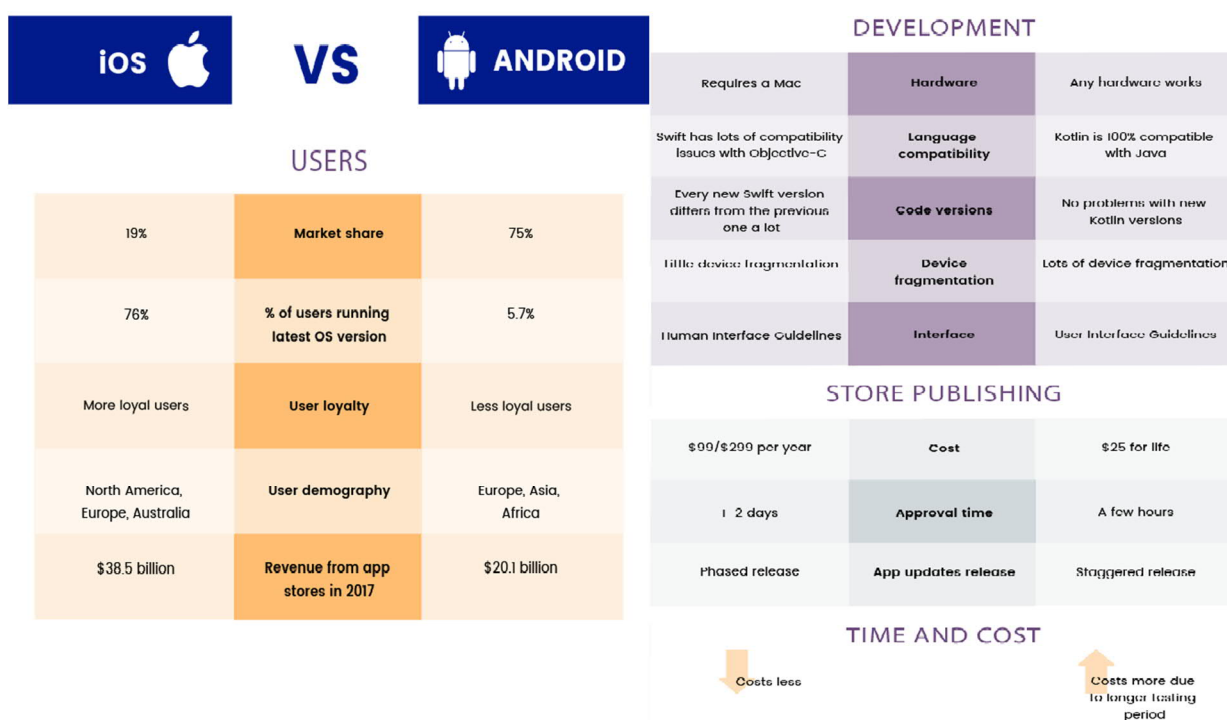 iOS
VS
ANDROID
USERS
19%
Market share
75%
76%
% of users running
latest OS version
5.7%
More loyal users
User loyalty
Less loyal users
North America,
Europe, Australia
User demography
Europe, Asia,
Africa
$38.5 billion
Revenue from app
stores in 2017
$20.1 billion
DEVELOPMENT
Requires a Mac
Hardware
Any hardware works
Swift has lots of compatibility
issues with Objective-C
Language
compatibility
Kotlin is 100% compatible
with Java
Every new Swift version
differs from the previous
one a lot
Code versions
No problems with new
Kotlin versions
Little device fragmentation
Device
fragmentation
Lots of device fragmentation
Human Interface Guidelines
Interface
User Interface Guidelines
STORE PUBLISHING
$99/$299 per year
Cost
$25 for life
1-2 days
Approval time
A few hours
Phased release
App updates release
Staggered release
TIME AND COST
Costs less
Costs more due
to longer testing
period